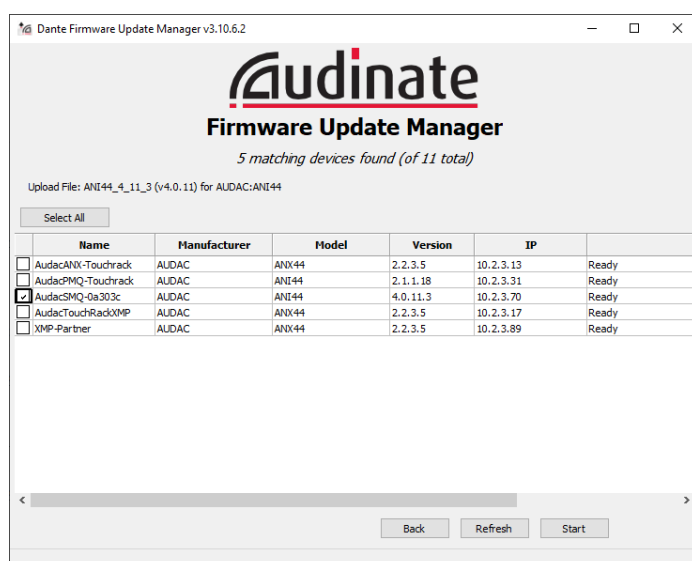 Dante Firmware Update Manager v3.10.6.2
Audinate
Firmware Update Manager
5 matching devices found (of 11 total)
Upload File: ANI44_4_11_3 (v4.0.11) for AUDAC:ANI44
Select All
Name Manufacturer Model Version IP
AudacANX-Touchrack AUDAC ANX44 2.2.3.5 10.2.3.13 Ready
AudacPMQ-Touchrack AUDAC ANI44 2.1.1.18 10.2.3.31 Ready
AudacSMQ-0a303c AUDAC ANI44 4.0.11.3 10.2.3.70 Ready
AudacTouchRackXMP AUDAC ANX44 2.2.3.5 10.2.3.17 Ready
XMP-Partner AUDAC ANX44 2.2.3.5 10.2.3.89 Ready
Back Refresh Start